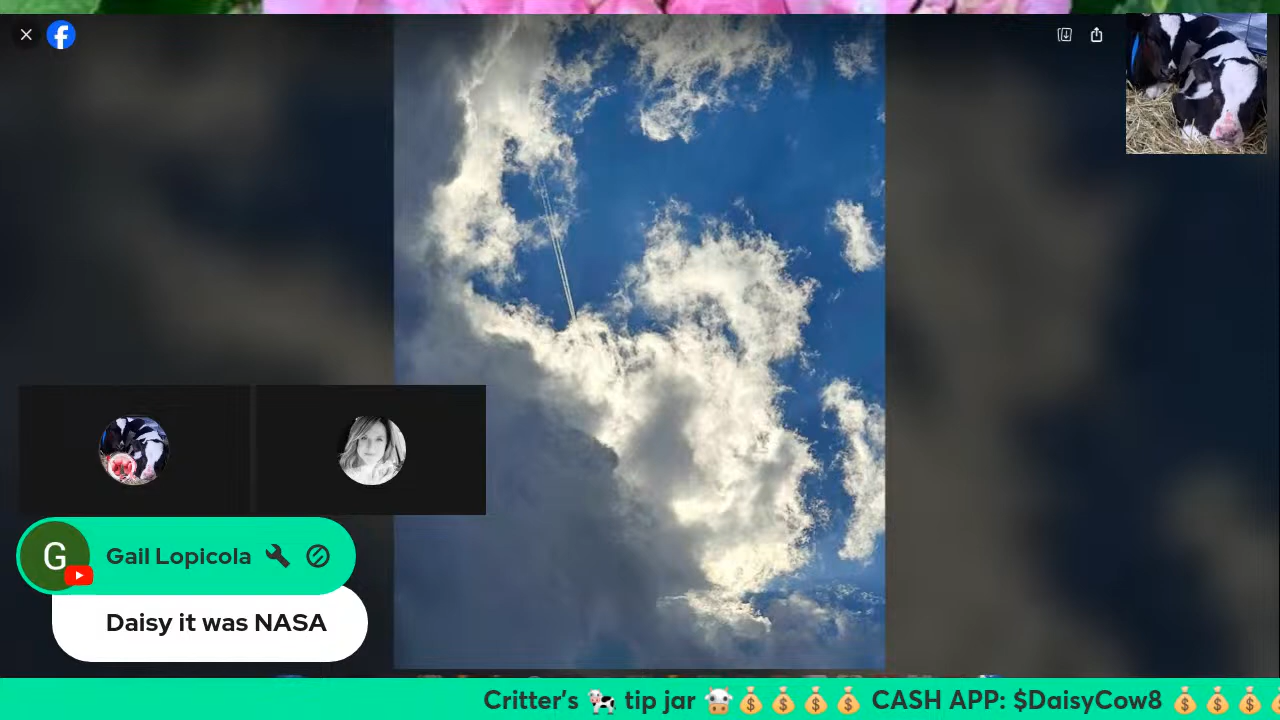 G Gail Lopicola
Daisy it was NASA
Critter's 🐄 tip jar 🐮💰💰💰💰 CASH APP: $DaisyCow8 💰💰💰💰